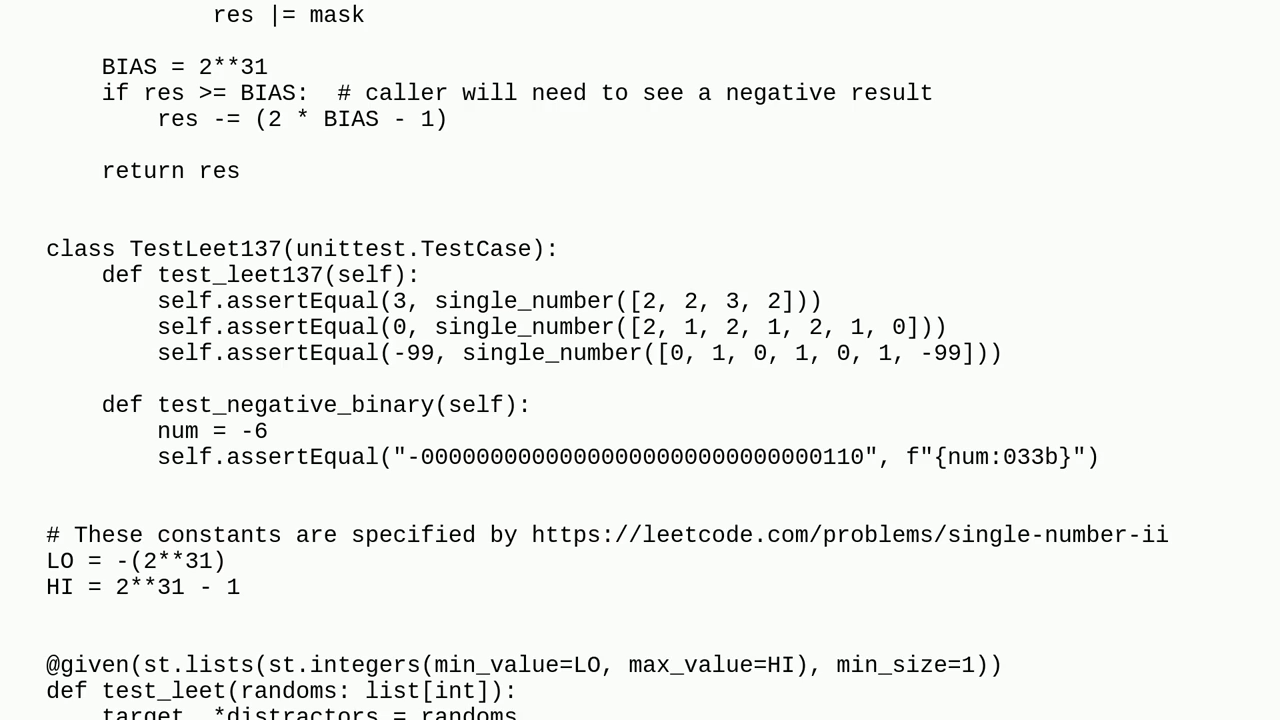 res |= mask

    BIAS = 2**31
    if res >= BIAS:  # caller will need to see a negative result
        res -= (2 * BIAS - 1)

    return res


class TestLeet137(unittest.TestCase):
    def test_leet137(self):
        self.assertEqual(3, single_number([2, 2, 3, 2]))
        self.assertEqual(0, single_number([2, 1, 2, 1, 2, 1, 0]))
        self.assertEqual(-99, single_number([0, 1, 0, 1, 0, 1, -99]))

    def test_negative_binary(self):
        num = -6
        self.assertEqual("-00000000000000000000000000000110", f"{num:033b}")


# These constants are specified by https://leetcode.com/problems/single-number-ii
LO = -(2**31)
HI = 2**31 - 1


@given(st.lists(st.integers(min_value=LO, max_value=HI), min_size=1))
def test_leet(randoms: list[int]):
    target, *distractors = randoms